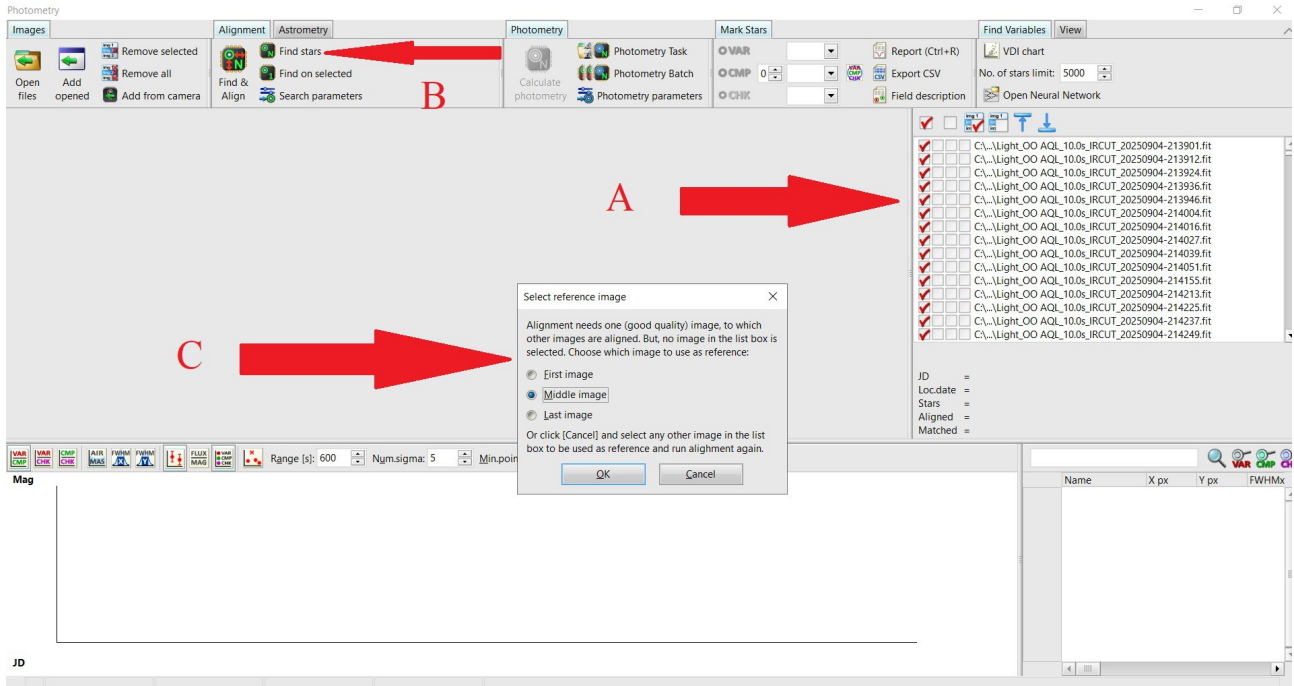 Photometry
Images
Alignment Astrometry
Photometry
Mark Stars
Find Variables View
Open files
Add opened
Remove selected
Remove all
Add from camera
Find & Align
Find stars
Find on selected
Search parameters
B
Calculate photometry
Photometry Task
Photometry Batch
Photometry parameters
VAR
CMP 0
CHK
Report (Ctrl+R)
Export CSV
Field description
VDI chart
No. of stars limit: 5000
Open Neural Network
A
C:\...\Light_OO AQL_10.0s_IRCUT_20250904-213901.fit
C:\...\Light_OO AQL_10.0s_IRCUT_20250904-213912.fit
C:\...\Light_OO AQL_10.0s_IRCUT_20250904-213924.fit
C:\...\Light_OO AQL_10.0s_IRCUT_20250904-213936.fit
C:\...\Light_OO AQL_10.0s_IRCUT_20250904-213946.fit
C:\...\Light_OO AQL_10.0s_IRCUT_20250904-214004.fit
C:\...\Light_OO AQL_10.0s_IRCUT_20250904-214016.fit
C:\...\Light_OO AQL_10.0s_IRCUT_20250904-214027.fit
C:\...\Light_OO AQL_10.0s_IRCUT_20250904-214039.fit
C:\...\Light_OO AQL_10.0s_IRCUT_20250904-214051.fit
C:\...\Light_OO AQL_10.0s_IRCUT_20250904-214155.fit
C:\...\Light_OO AQL_10.0s_IRCUT_20250904-214213.fit
C:\...\Light_OO AQL_10.0s_IRCUT_20250904-214225.fit
C:\...\Light_OO AQL_10.0s_IRCUT_20250904-214237.fit
C:\...\Light_OO AQL_10.0s_IRCUT_20250904-214249.fit
C
Select reference image
Alignment needs one (good quality) image, to which
other images are aligned. But, no image in the list box is
selected. Choose which image to use as reference:
First image
Middle image
Last image
Or click [Cancel] and select any other image in the list
box to be used as reference and run alighment again.
OK Cancel
JD =
Loc.date =
Stars =
Aligned =
Matched =
VAR CMP
VAR CHK
CMP CHK
AIR MAS
FWHM X
FWHM Y
FLUX MAG
Range [s]: 600 Num.sigma: 5 Min.poin
VAR CMP CH
Mag
Name X px Y px FWHMx
JD